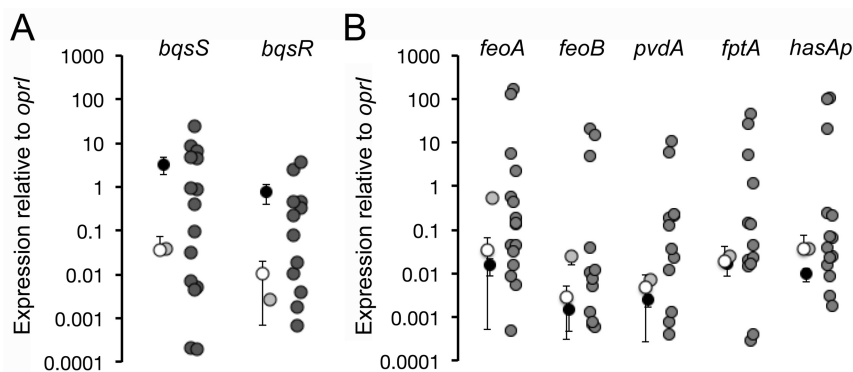 A
bqsS bqsR
Expression relative to oprI
1000
100
10
1
0.1
0.01
0.001
0.0001
B
feoA feoB pvdA fptA hasAp
Expression relative to oprI
1000
100
10
1
0.1
0.01
0.001
0.0001